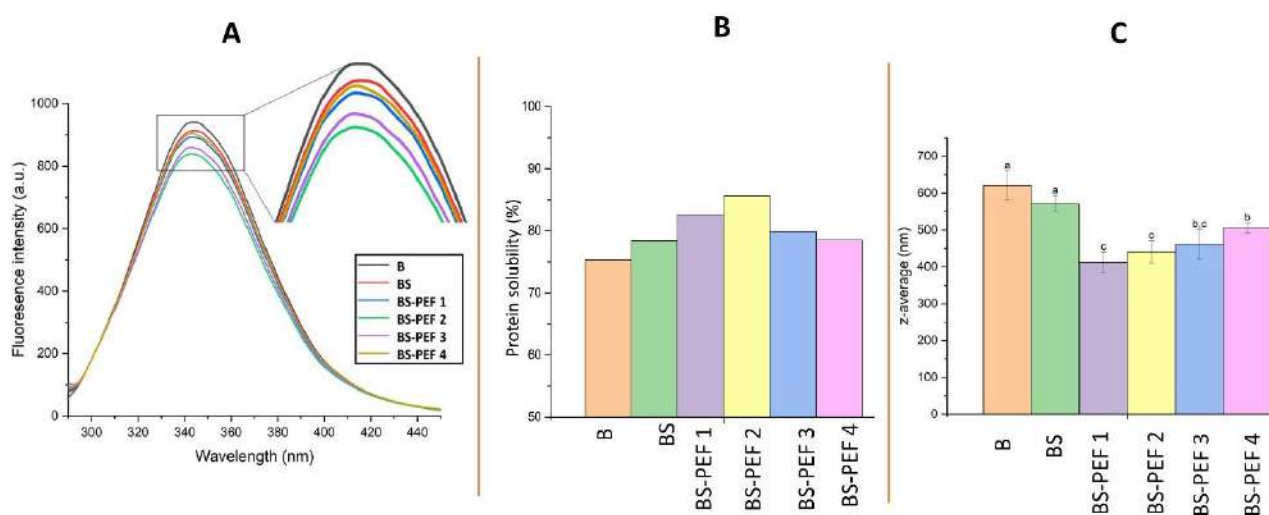 A
B
C
Fluorescence intensity (a.u.)
1000
800
600
400
200
0
300
320
340
360
380
400
420
440
Wavelength (nm)
B
BS
BS-PEF 1
BS-PEF 2
BS-PEF 3
BS-PEF 4
Protein solubility (%)
100
90
80
70
60
50
B
BS
BS-PEF 1
BS-PEF 2
BS-PEF 3
BS-PEF 4
z-average (nm)
700
600
500
400
300
200
100
0
a
a
c
c
b,c
b
B
BS
BS-PEF 1
BS-PEF 2
BS-PEF 3
BS-PEF 4